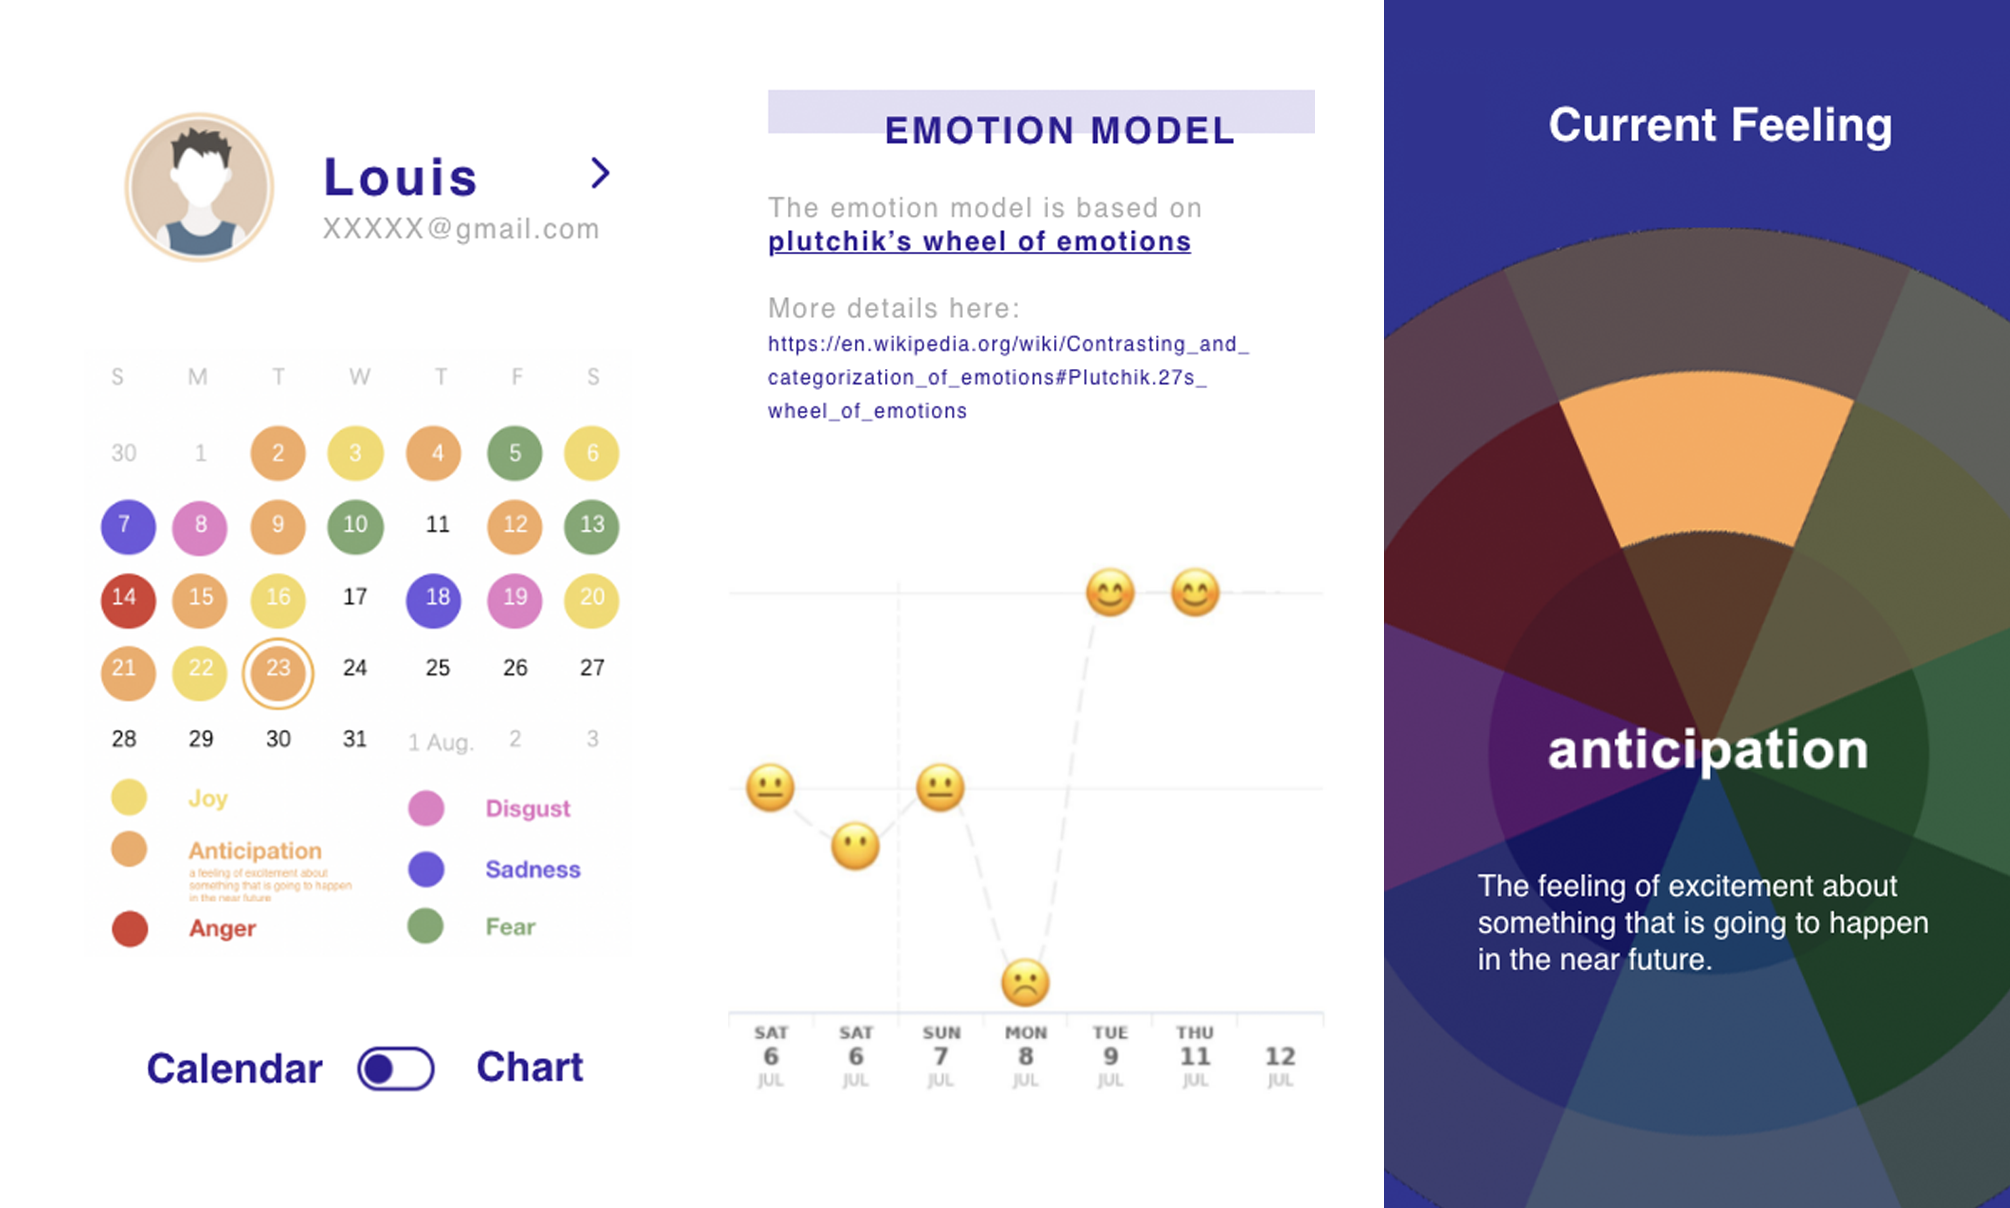 Louis
XXXXX@gmail.com
S M T W T F S
30 1 2 3 4 5 6
7 8 9 10 11 12 13
14 15 16 17 18 19 20
21 22 23 24 25 26 27
28 29 30 31 1 Aug. 2 3
Joy
Anticipation
a feeling of excitement about
something that is going to happen
in the near future
Anger
Disgust
Sadness
Fear
Calendar Chart
EMOTION MODEL
The emotion model is based on
plutchik’s wheel of emotions
More details here:
https://en.wikipedia.org/wiki/Contrasting_and_
categorization_of_emotions#Plutchik.27s_
wheel_of_emotions
SAT SAT SUN MON TUE THU
6 6 7 8 9 11 12
JUL JUL JUL JUL JUL JUL JUL
Current Feeling
anticipation
The feeling of excitement about
something that is going to happen
in the near future.